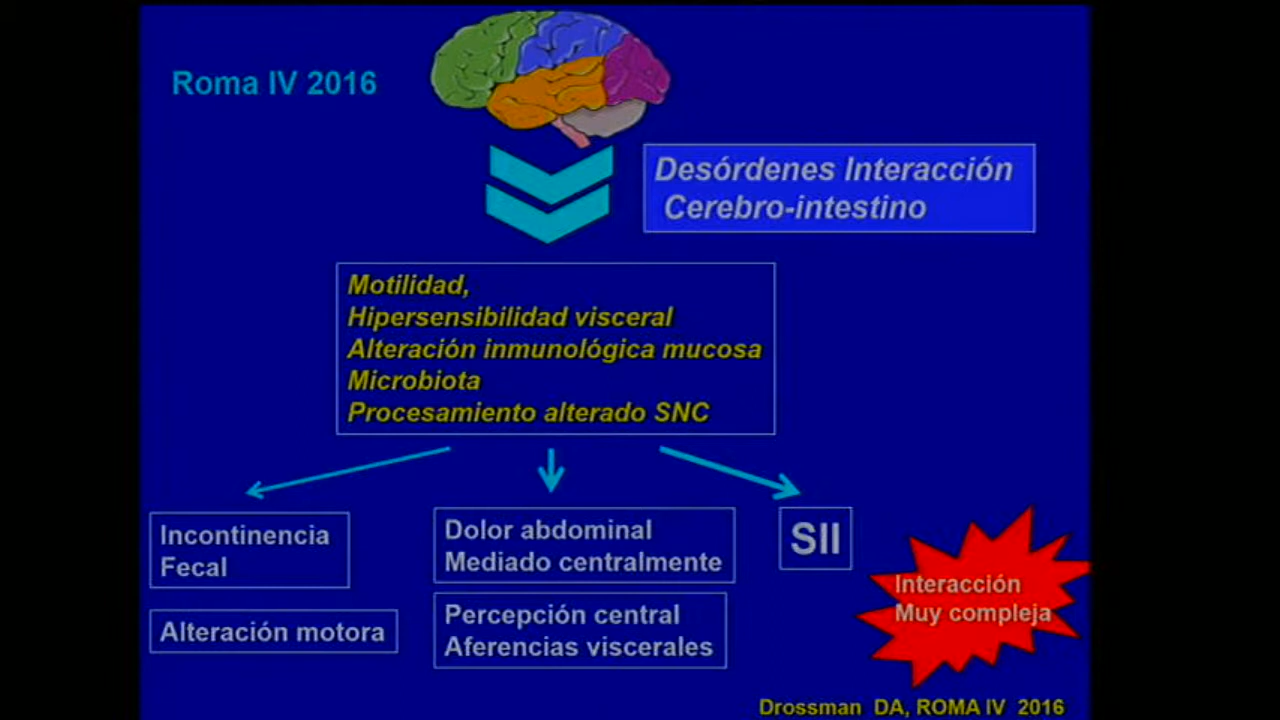 Roma IV 2016
Desórdenes Interacción
Cerebro-intestino
Motilidad,
Hipersensibilidad visceral
Alteración inmunológica mucosa
Microbiota
Procesamiento alterado SNC
Incontinencia
Fecal
Alteración motora
Dolor abdominal
Mediado centralmente
Percepción central
Aferencias viscerales
SII
Interacción
Muy compleja
Drossman DA, ROMA IV 2016